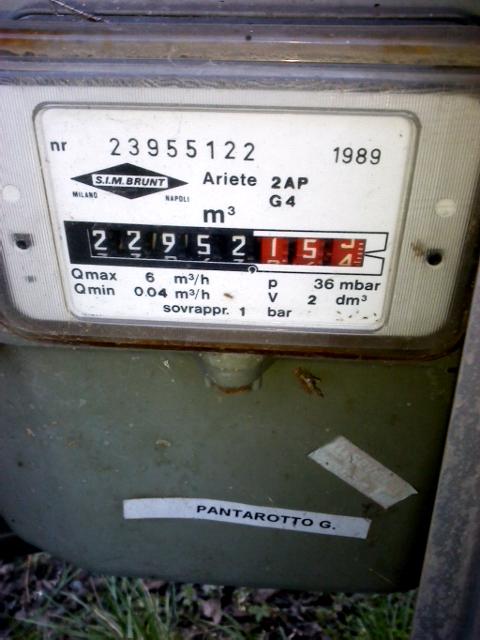 nr 23955122 1989
S.I.M. BRUNT
MILANO NAPOLI
Ariete 2AP
G4
m³
22952 15
Qmax 6 m³/h p 36 mbar
Qmin 0.04 m³/h V 2 dm³
sovrappr. 1 bar
PANTAROTTO G.